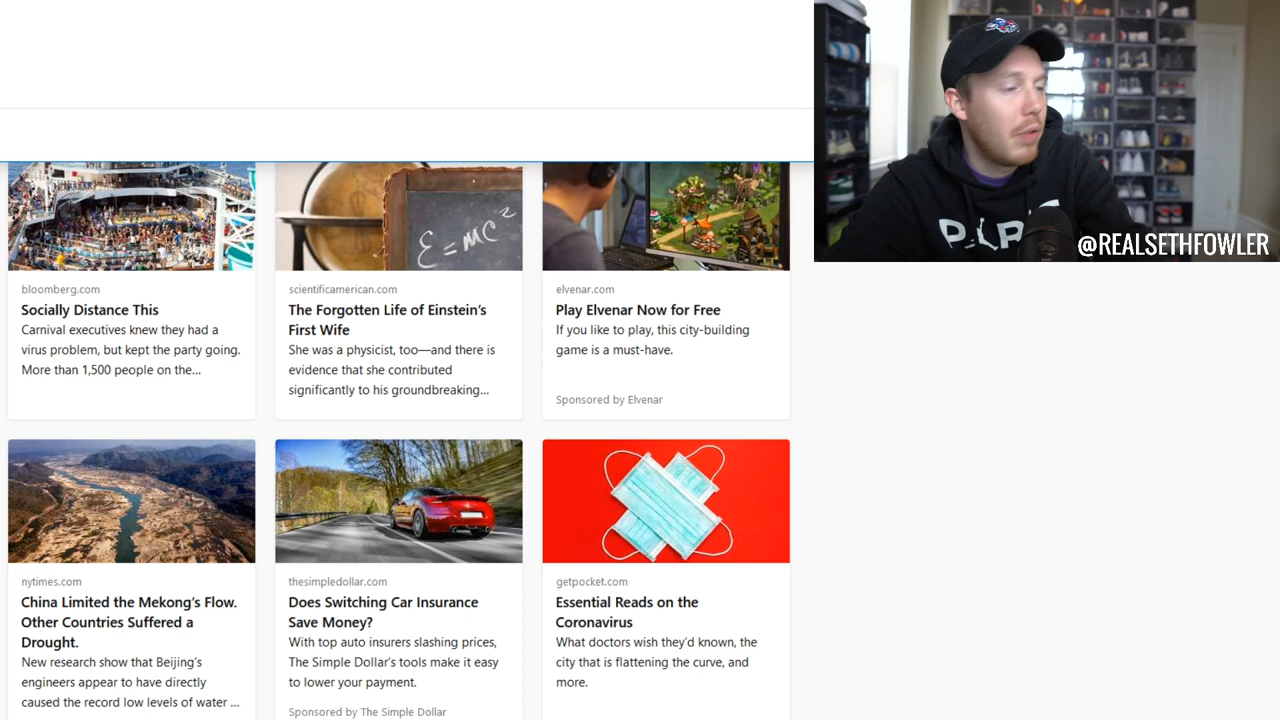 @REALSETHFOWLER
E=mc²
bloomberg.com
Socially Distance This
Carnival executives knew they had a
virus problem, but kept the party going.
More than 1,500 people on the...
scientificamerican.com
The Forgotten Life of Einstein's
First Wife
She was a physicist, too—and there is
evidence that she contributed
significantly to his groundbreaking...
elvenar.com
Play Elvenar Now for Free
If you like to play, this city-building
game is a must-have.
Sponsored by Elvenar
nytimes.com
China Limited the Mekong's Flow.
Other Countries Suffered a
Drought.
New research show that Beijing's
engineers appear to have directly
caused the record low levels of water ...
thesimpledollar.com
Does Switching Car Insurance
Save Money?
With top auto insurers slashing prices,
The Simple Dollar's tools make it easy
to lower your payment.
Sponsored by The Simple Dollar
getpocket.com
Essential Reads on the
Coronavirus
What doctors wish they'd known, the
city that is flattening the curve, and
more.